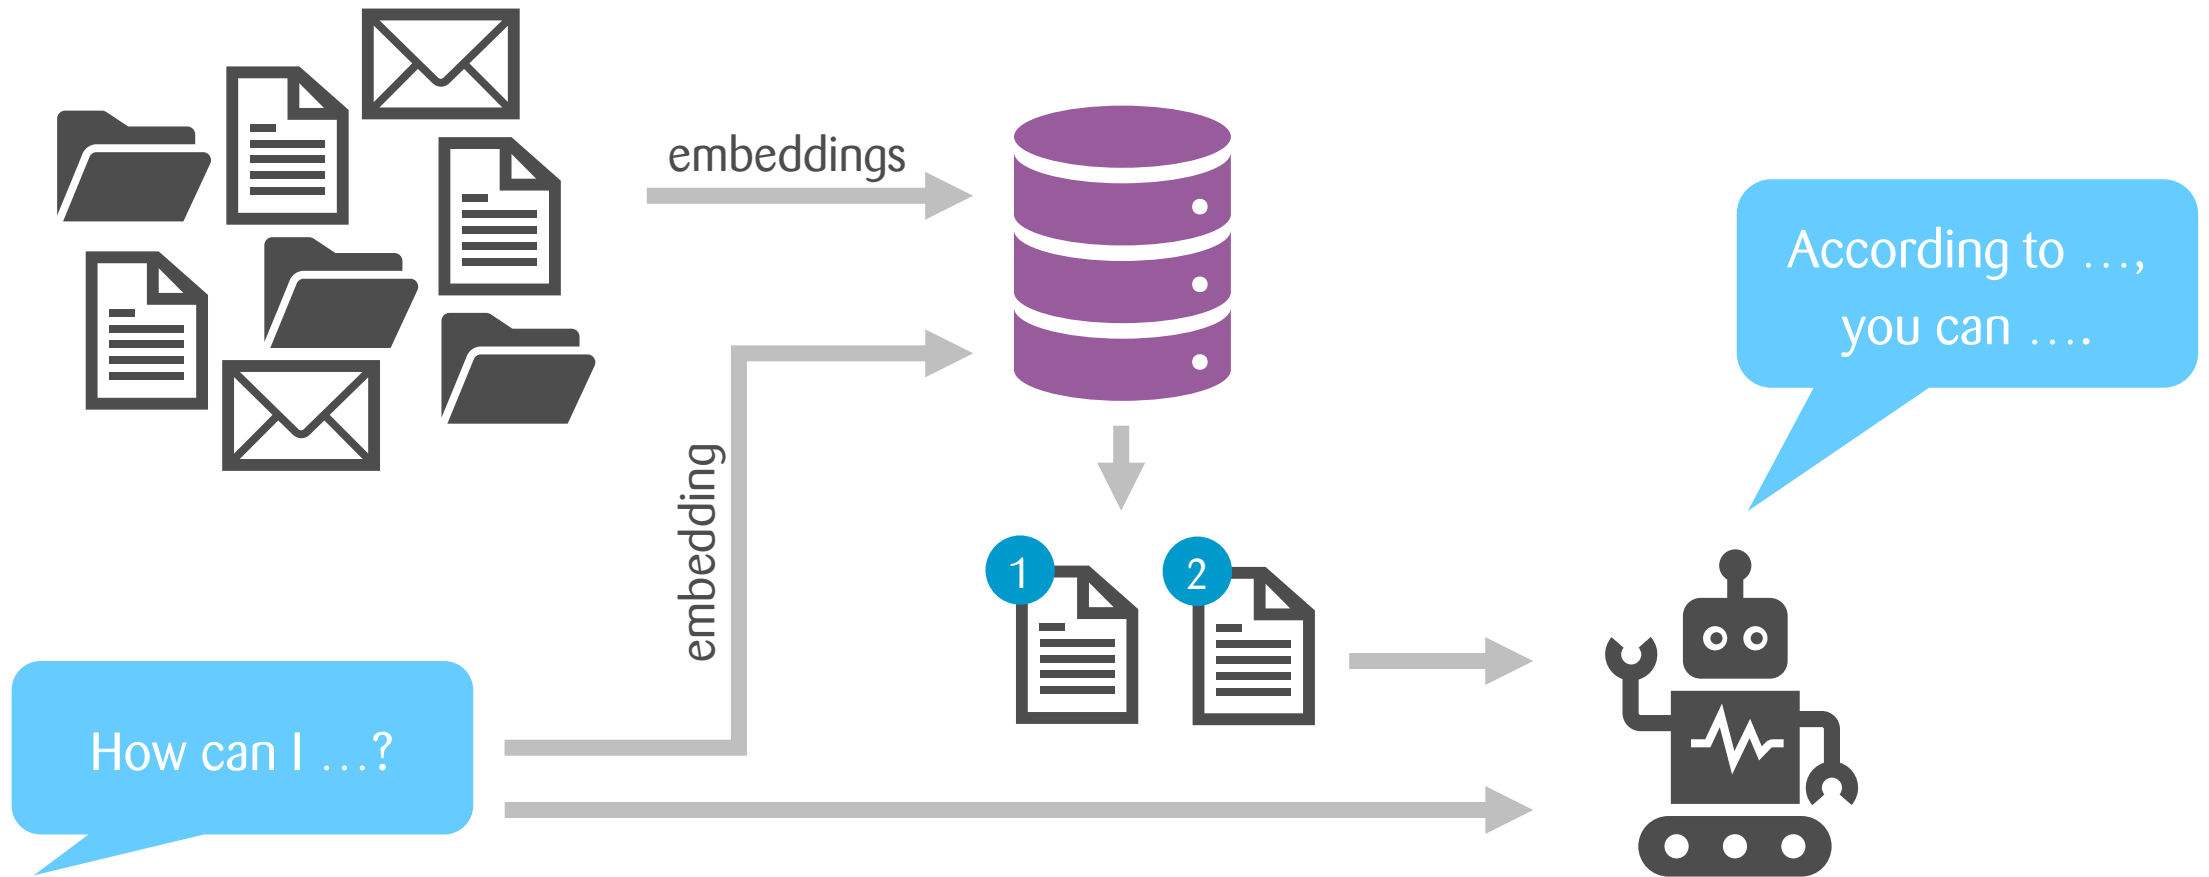 embeddings
According to …,
you can ….
embedding
1
2
How can I …?